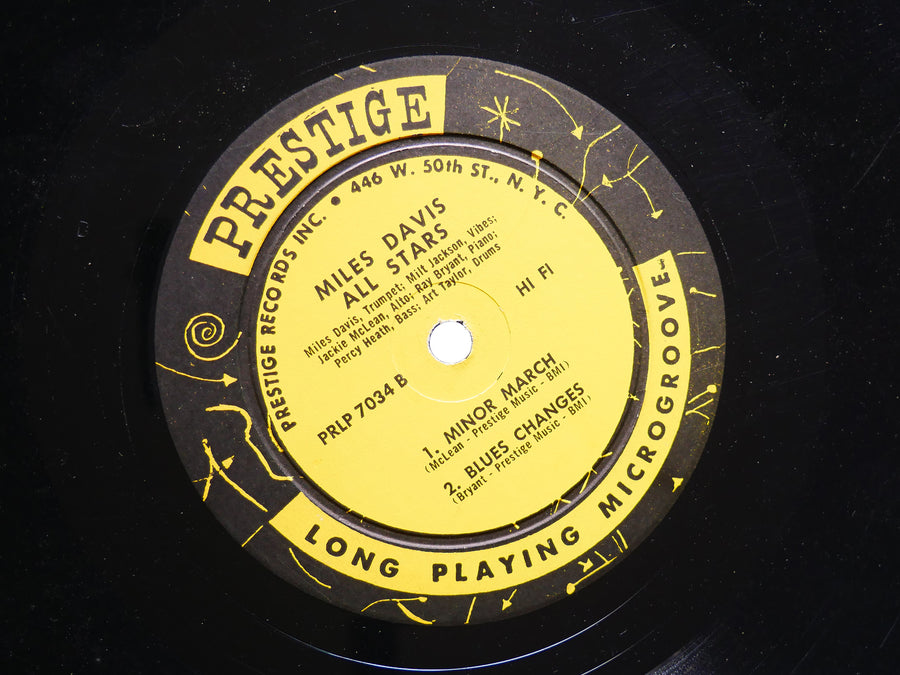 PRESTIGE
PRESTIGE RECORDS INC. • 446 W. 50th ST., N. Y. C.
MILES DAVIS
ALL STARS
Miles Davis, Trumpet; Milt Jackson, Vibes;
Jackie McLean, Alto; Ray Bryant, Piano;
Percy Heath, Bass; Art Taylor, Drums
HI FI
PRLP 7034 B
1. MINOR MARCH
(McLean - Prestige Music - BMI)
2. BLUES CHANGES
(Bryant - Prestige Music - BMI)
LONG PLAYING MICROGROOVE